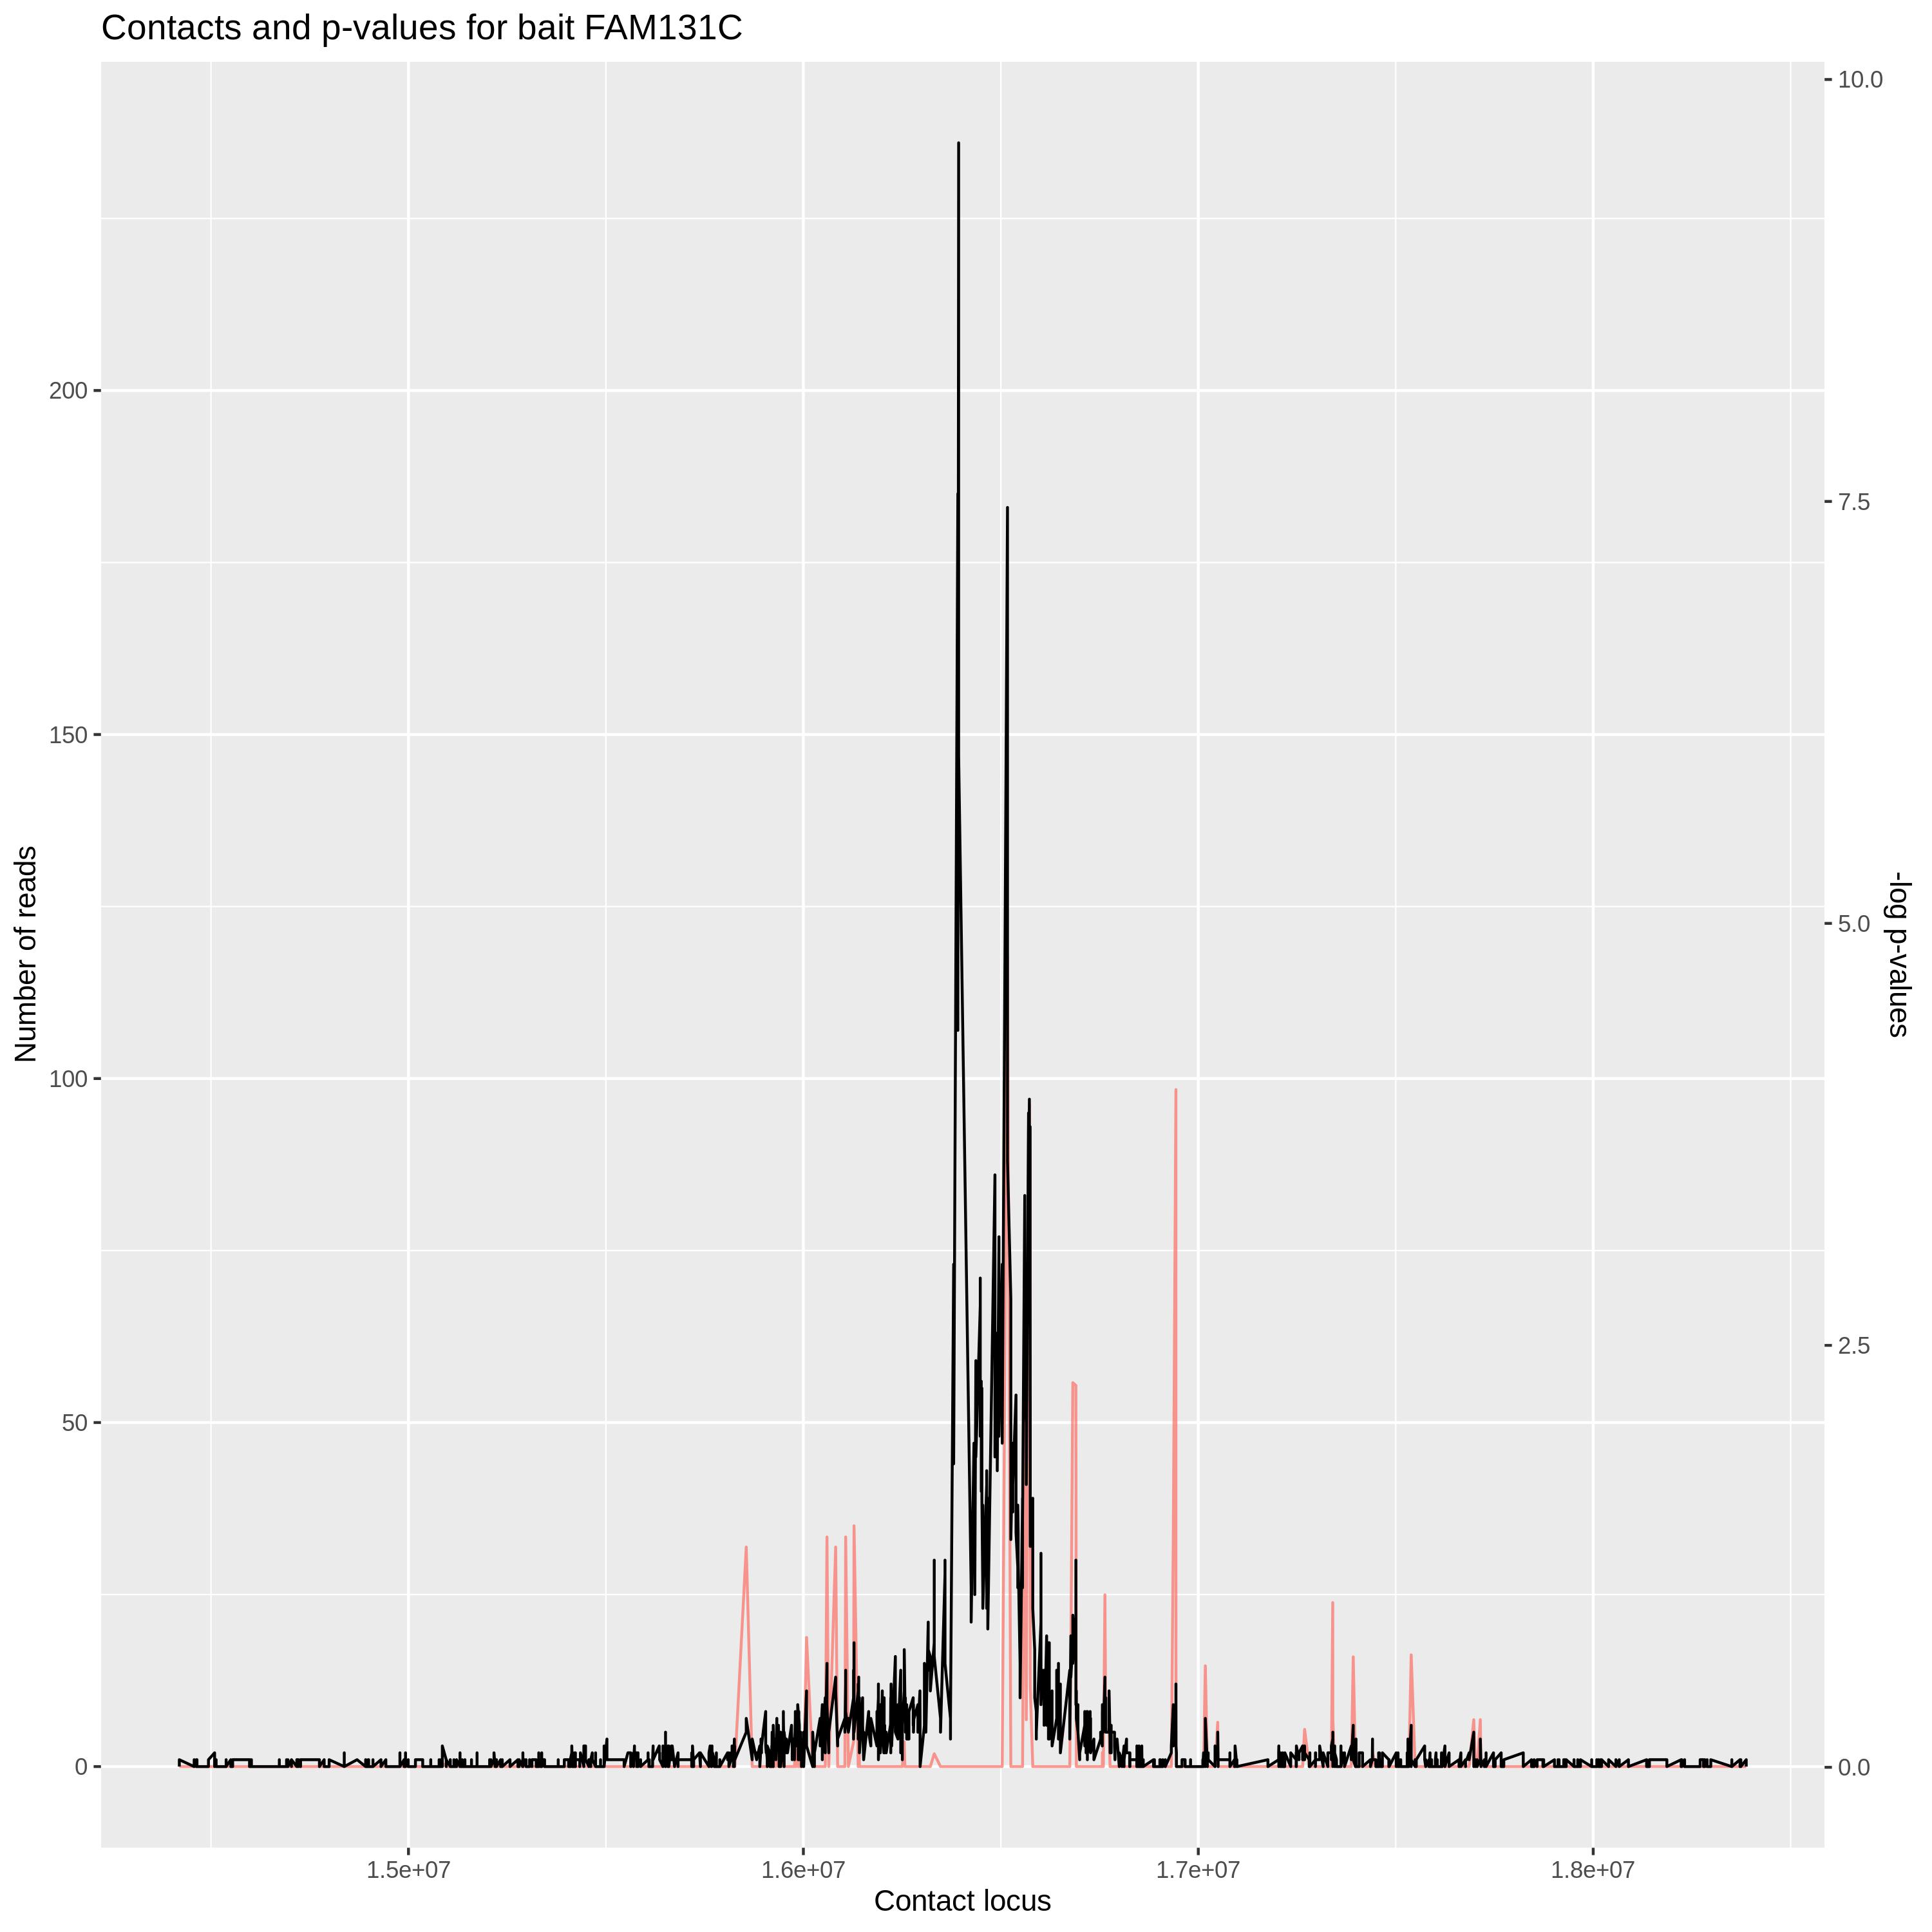 Contacts and p-values for bait FAM131C
Number of reads
200
150
100
50
0
10.0
7.5
5.0
2.5
0.0
-log p-values
1.5e+07
1.6e+07
1.7e+07
1.8e+07
Contact locus